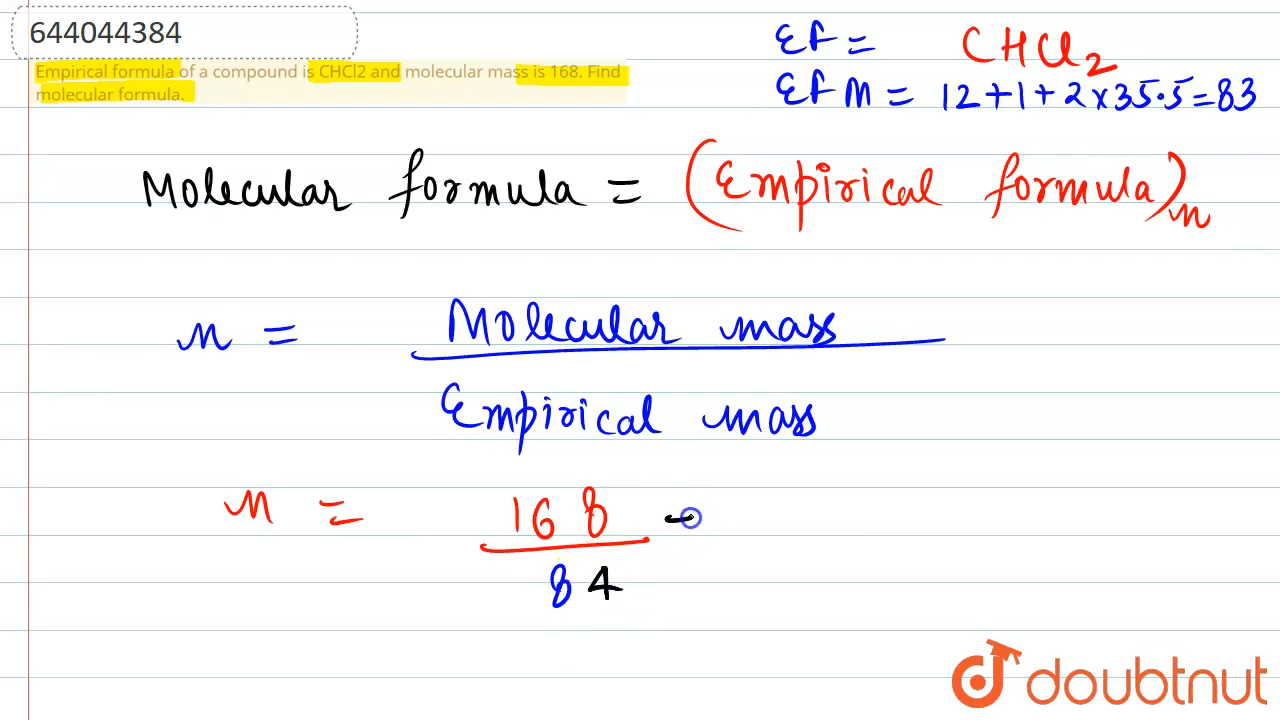 644044384
Empirical formula of a compound is CHCl2 and molecular mass is 168. Find
molecular formula.
Ef = CHCl2
Ef M = 12+1+2×35.5=83
Molecular formula = (Empirical formula)n
n = Molecular mass
Empirical mass
n = 168
84
doubtnut